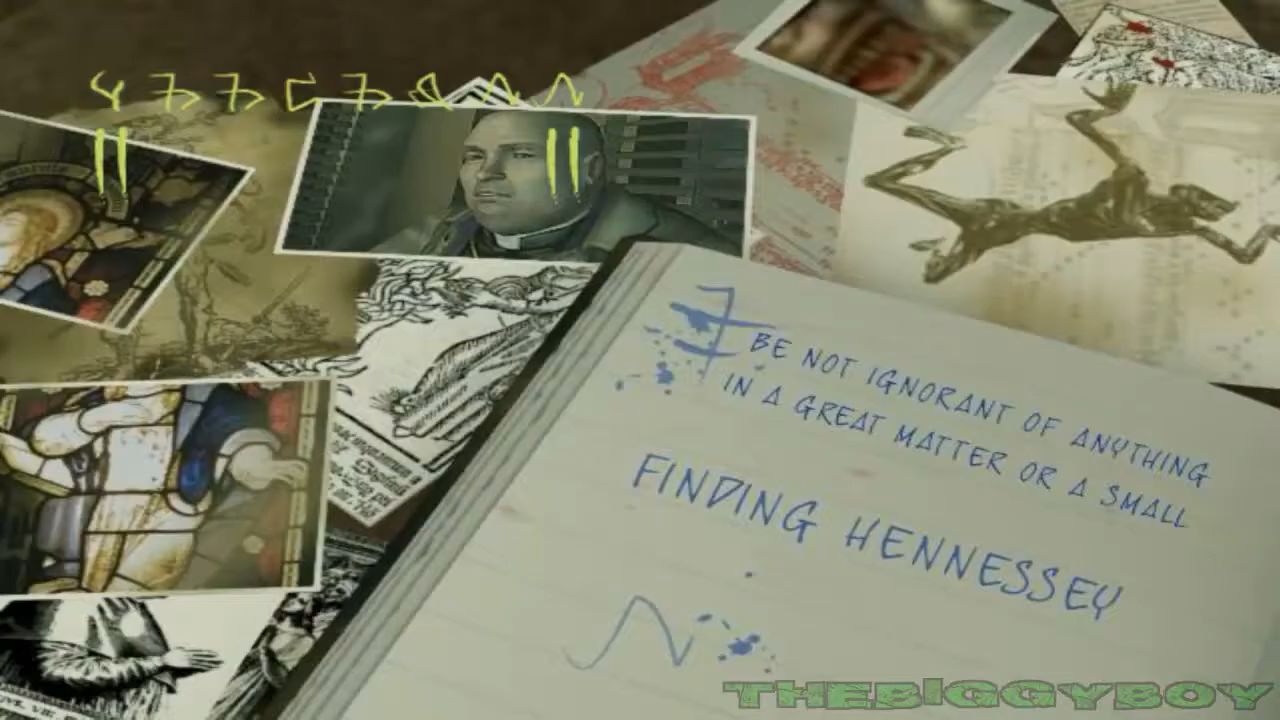 BE NOT IGNORANT OF ANYTHING
IN A GREAT MATTER OR A SMALL
FINDING HENNESSEY
THEBIGGYBOY